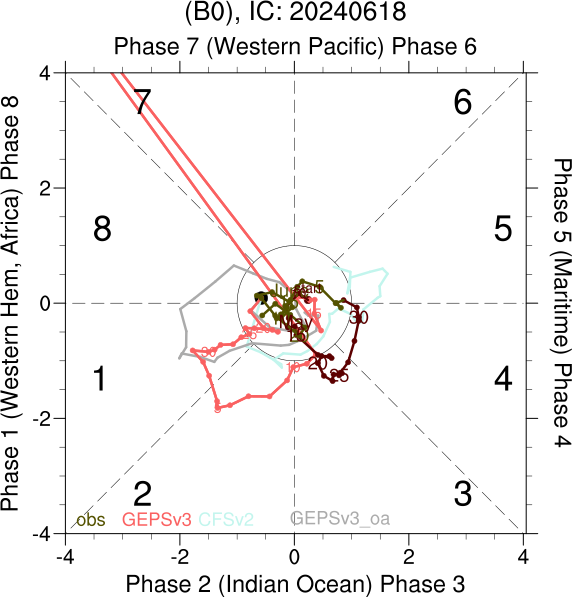 (B0), IC: 20240618
Phase 7 (Western Pacific) Phase 6
Phase 1 (Western Hem, Africa) Phase 8
4
2
0
-2
-4
7
6
8
5
1
4
2
3
May
30
20
25
obs GEPSv3 CFSv2 GEPSv3_oa
-4 -2 0 2 4
Phase 2 (Indian Ocean) Phase 3
Phase 5 (Maritime) Phase 4